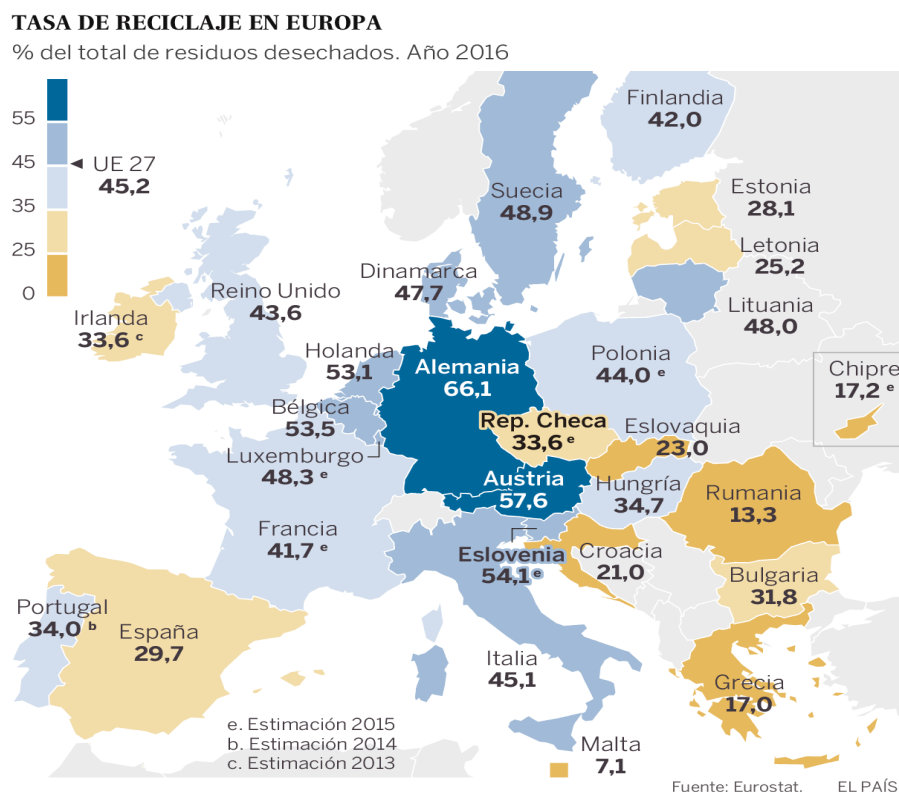 TASA DE RECICLAJE EN EUROPA
% del total de residuos desechados. Año 2016
55
45
35
25
0
UE 27
45,2
Finlandia
42,0
Suecia
48,9
Estonia
28,1
Letonia
25,2
Lituania
48,0
Dinamarca
47,7
Reino Unido
43,6
Irlanda
33,6 c
Holanda
53,1
Alemania
66,1
Polonia
44,0 e
Chipre
17,2 e
Bélgica
53,5
Rep. Checa
33,6 e
Eslovaquia
23,0
Luxemburgo
48,3 e
Austria
57,6
Hungría
34,7
Rumania
13,3
Francia
41,7 e
Eslovenia
54,1 e
Croacia
21,0
Bulgaria
31,8
Portugal
34,0 b
España
29,7
Italia
45,1
Grecia
17,0
Malta
7,1
e. Estimación 2015
b. Estimación 2014
c. Estimación 2013
Fuente: Eurostat. EL PAÍS